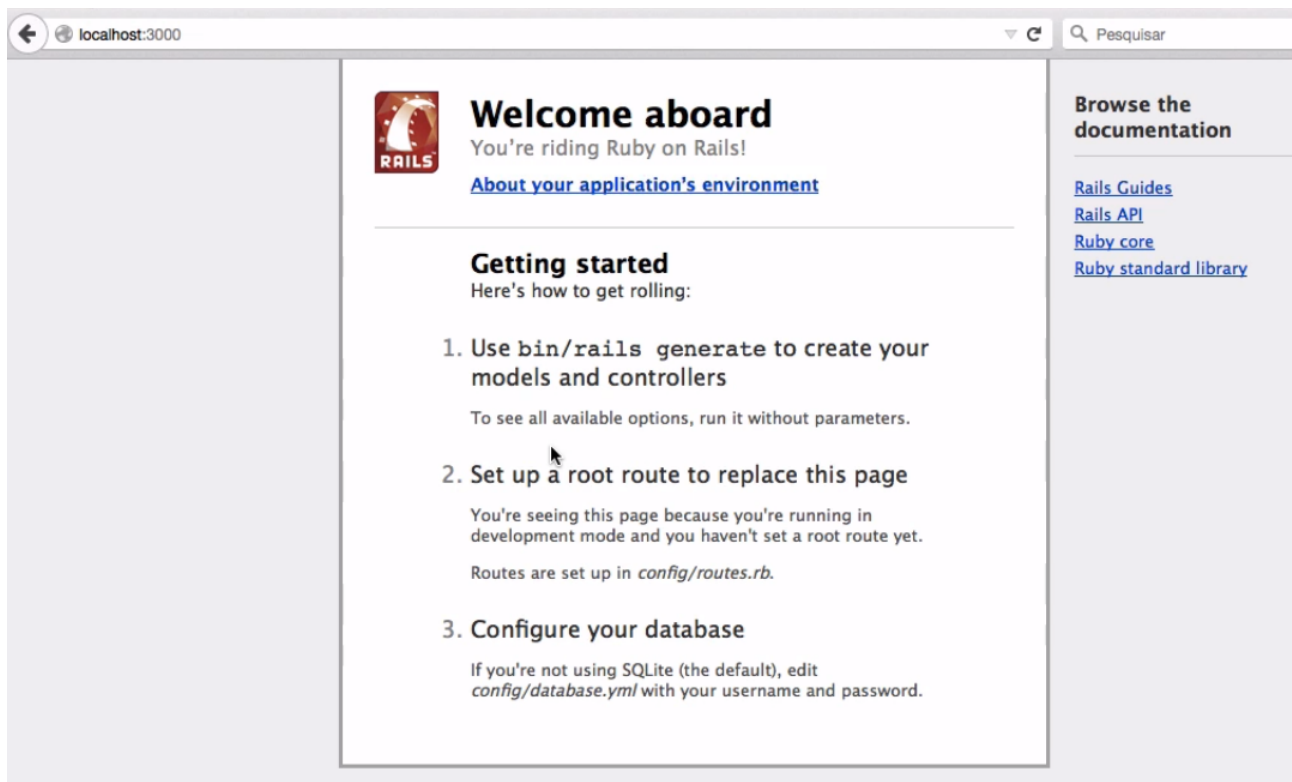 localhost:3000
Pesquisar
RAILS
Welcome aboard
You're riding Ruby on Rails!
About your application's environment
Getting started
Here's how to get rolling:
1. Use bin/rails generate to create your
models and controllers
To see all available options, run it without parameters.
2. Set up a root route to replace this page
You're seeing this page because you're running in
development mode and you haven't set a root route yet.
Routes are set up in config/routes.rb.
3. Configure your database
If you're not using SQLite (the default), edit
config/database.yml with your username and password.
Browse the
documentation
Rails Guides
Rails API
Ruby core
Ruby standard library